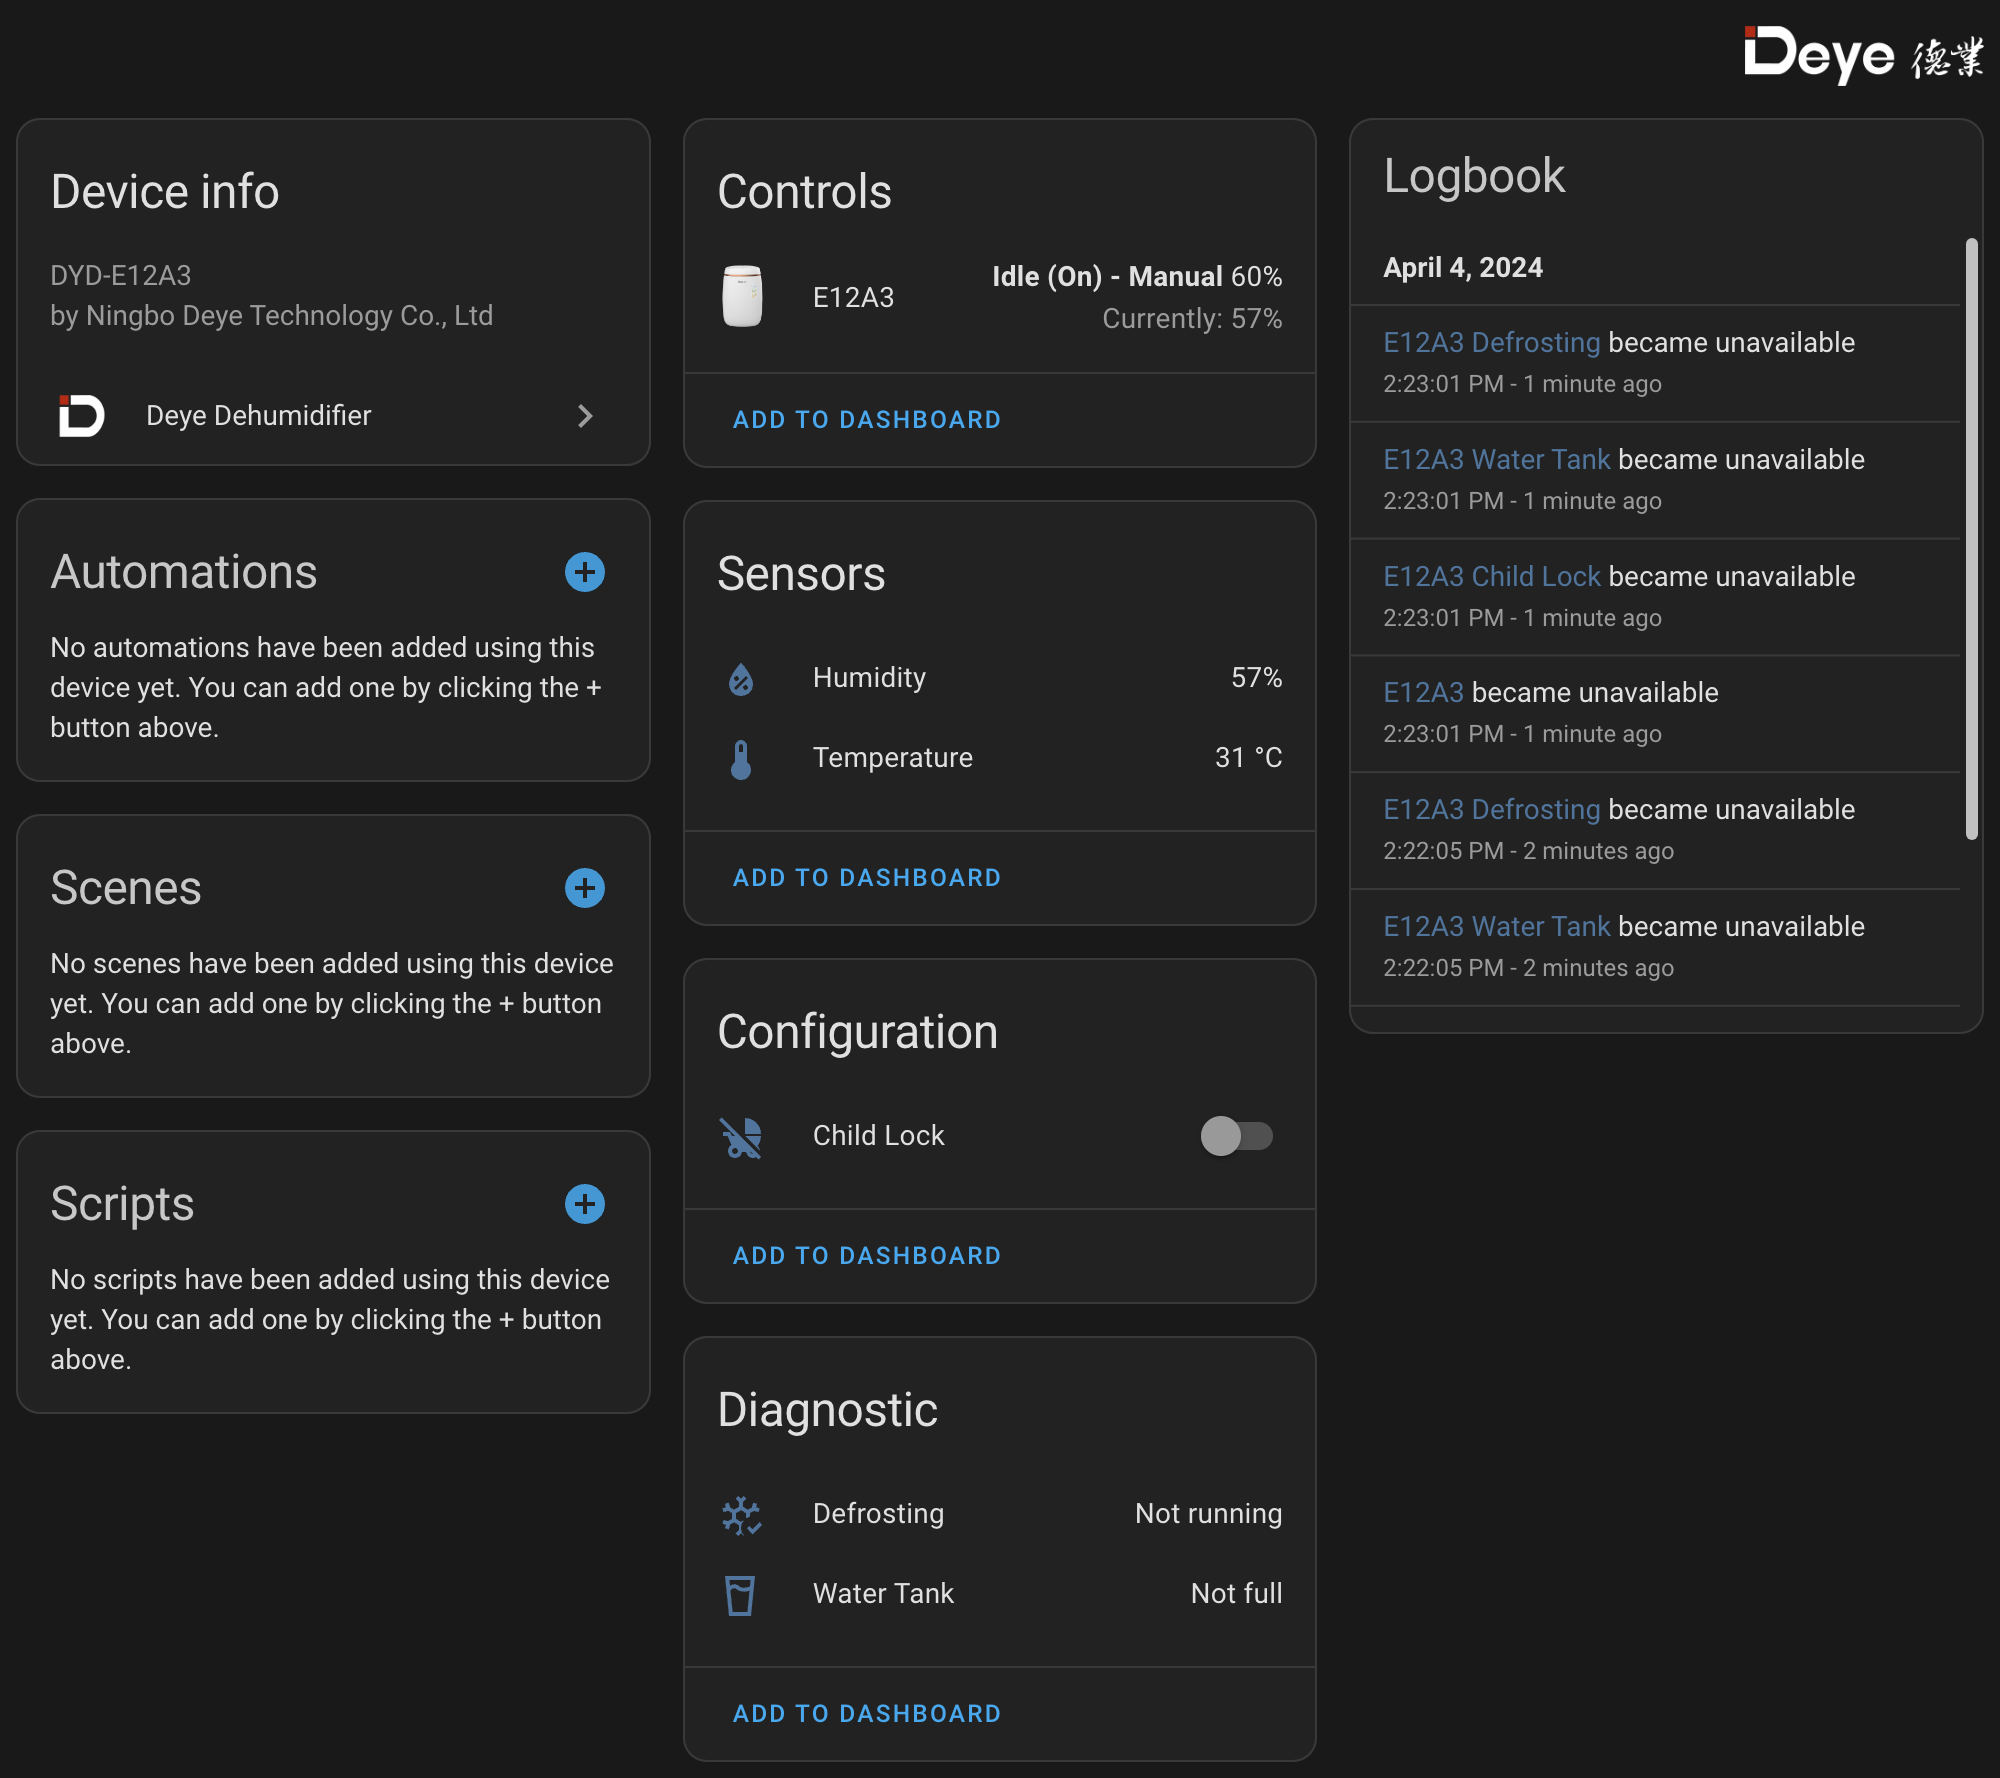 Deye 德業
Device info
DYD-E12A3
by Ningbo Deye Technology Co., Ltd
Deye Dehumidifier
Automations
No automations have been added using this
device yet. You can add one by clicking the +
button above.
Scenes
No scenes have been added using this device
yet. You can add one by clicking the + button
above.
Scripts
No scripts have been added using this device
yet. You can add one by clicking the + button
above.
Controls
E12A3
Idle (On) - Manual 60%
Currently: 57%
ADD TO DASHBOARD
Sensors
Humidity 57%
Temperature 31 °C
ADD TO DASHBOARD
Configuration
Child Lock
ADD TO DASHBOARD
Diagnostic
Defrosting Not running
Water Tank Not full
ADD TO DASHBOARD
Logbook
April 4, 2024
E12A3 Defrosting became unavailable
2:23:01 PM - 1 minute ago
E12A3 Water Tank became unavailable
2:23:01 PM - 1 minute ago
E12A3 Child Lock became unavailable
2:23:01 PM - 1 minute ago
E12A3 became unavailable
2:23:01 PM - 1 minute ago
E12A3 Defrosting became unavailable
2:22:05 PM - 2 minutes ago
E12A3 Water Tank became unavailable
2:22:05 PM - 2 minutes ago